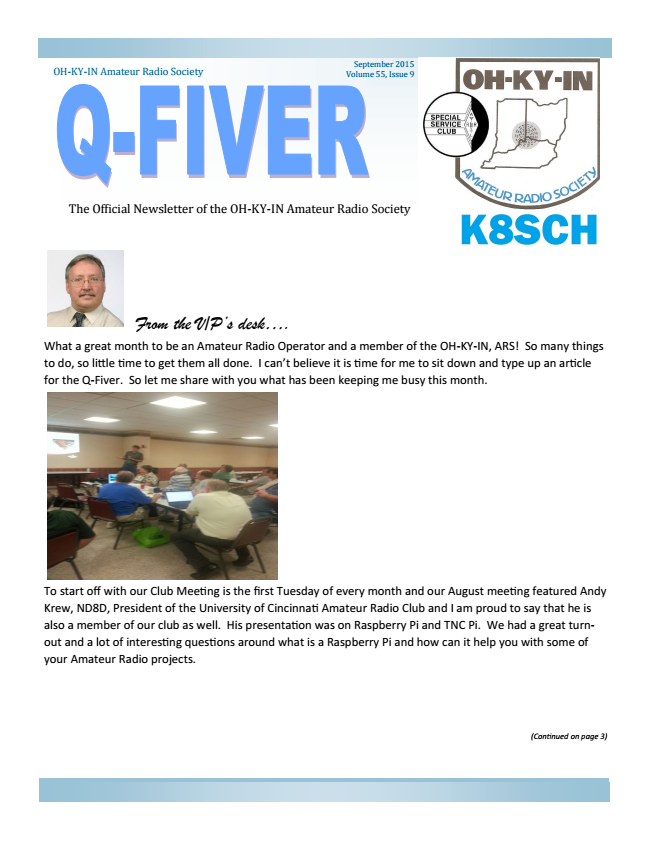 OH-KY-IN Amateur Radio Society
September 2015
Volume 55, Issue 9
Q-FIVER
The Official Newsletter of the OH-KY-IN Amateur Radio Society
OH-KY-IN
SPECIAL
SERVICE
CLUB
AMATEUR RADIO SOCIETY
K8SCH
From the V|P's desk....
What a great month to be an Amateur Radio Operator and a member of the OH-KY-IN, ARS!  So many things
to do, so little time to get them all done.  I can't believe it is time for me to sit down and type up an article
for the Q-Fiver.  So let me share with you what has been keeping me busy this month.
To start off with our Club Meeting is the first Tuesday of every month and our August meeting featured Andy
Krew, ND8D, President of the University of Cincinnati Amateur Radio Club and I am proud to say that he is
also a member of our club as well.  His presentation was on Raspberry Pi and TNC Pi.  We had a great turn-
out and a lot of interesting questions around what is a Raspberry Pi and how can it help you with some of
your Amateur Radio projects.
(Continued on page 3)